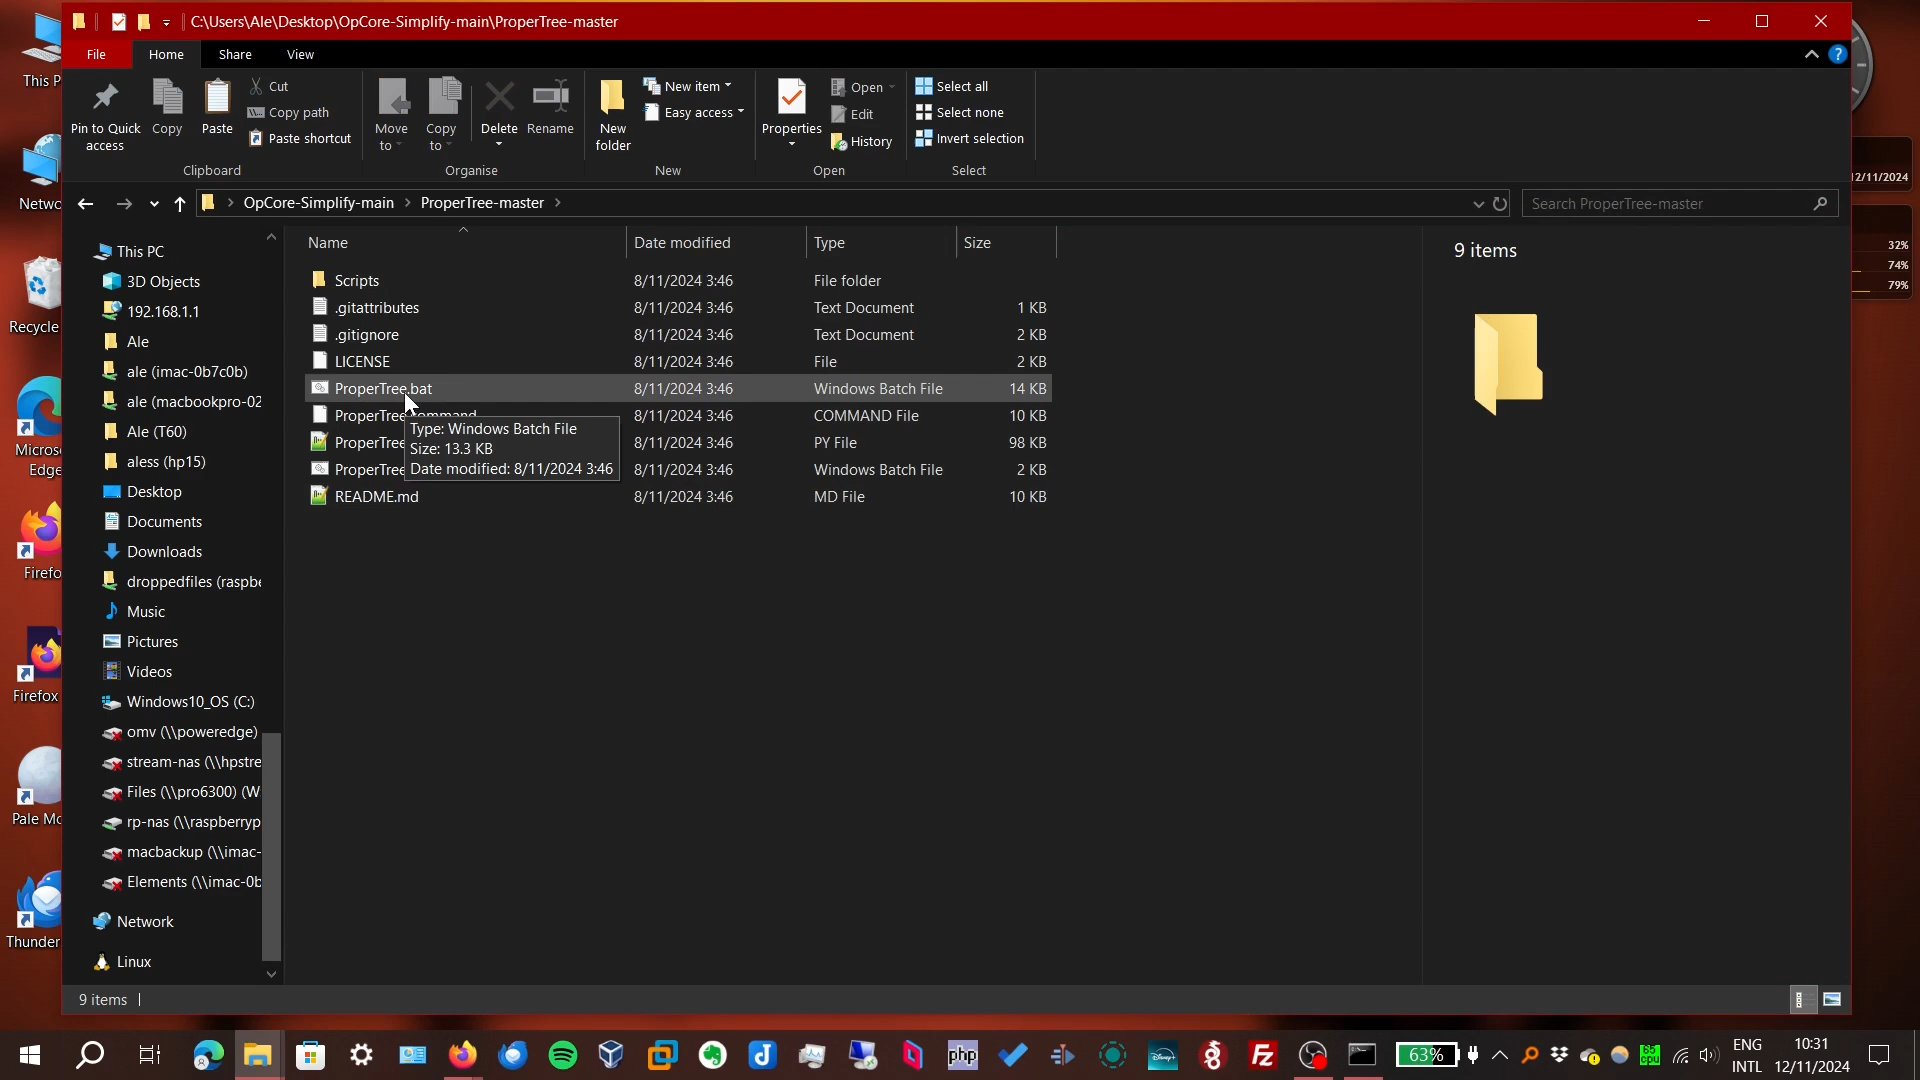 C:\Users\Ale\Desktop\OpCore-Simplify-main\ProperTree-master
File
Home
Share
View
Pin to Quick access
Copy
Paste
Cut
Copy path
Paste shortcut
Move to
Copy to
Delete
Rename
New folder
New item
Easy access
Properties
Open
Edit
History
Select all
Select none
Invert selection
Clipboard
Organise
New
Open
Select
OpCore-Simplify-main
ProperTree-master
Search ProperTree-master
Name
Date modified
Type
Size
Scripts 8/11/2024 3:46 File folder
.gitattributes 8/11/2024 3:46 Text Document 1 KB
.gitignore 8/11/2024 3:46 Text Document 2 KB
LICENSE 8/11/2024 3:46 File 2 KB
ProperTree.bat 8/11/2024 3:46 Windows Batch File 14 KB
ProperTree.command 8/11/2024 3:46 COMMAND File 10 KB
ProperTree 8/11/2024 3:46 PY File 98 KB
ProperTree 8/11/2024 3:46 Windows Batch File 2 KB
README.md 8/11/2024 3:46 MD File 10 KB
Type: Windows Batch File
Size: 13.3 KB
Date modified: 8/11/2024 3:46
9 items
This PC
3D Objects
192.168.1.1
Ale
ale (imac-0b7c0b)
ale (macbookpro-02
Ale (T60)
aless (hp15)
Desktop
Documents
Downloads
droppedfiles (raspbe
Music
Pictures
Videos
Windows10_OS (C:)
omv (\\poweredge)
stream-nas (\\hpstre
Files (\\pro6300) (W
rp-nas (\\raspberryp
macbackup (\\imac-
Elements (\\imac-0b
Network
Linux
9 items
This P
Netwo
Recycle
Micros
Edge
Firefo
Firefox
Pale Mo
Thunder
12/11/2024
32%
74%
79%
php
Disney+
FZ
63%
65
cpu
ENG
INTL
10:31
12/11/2024